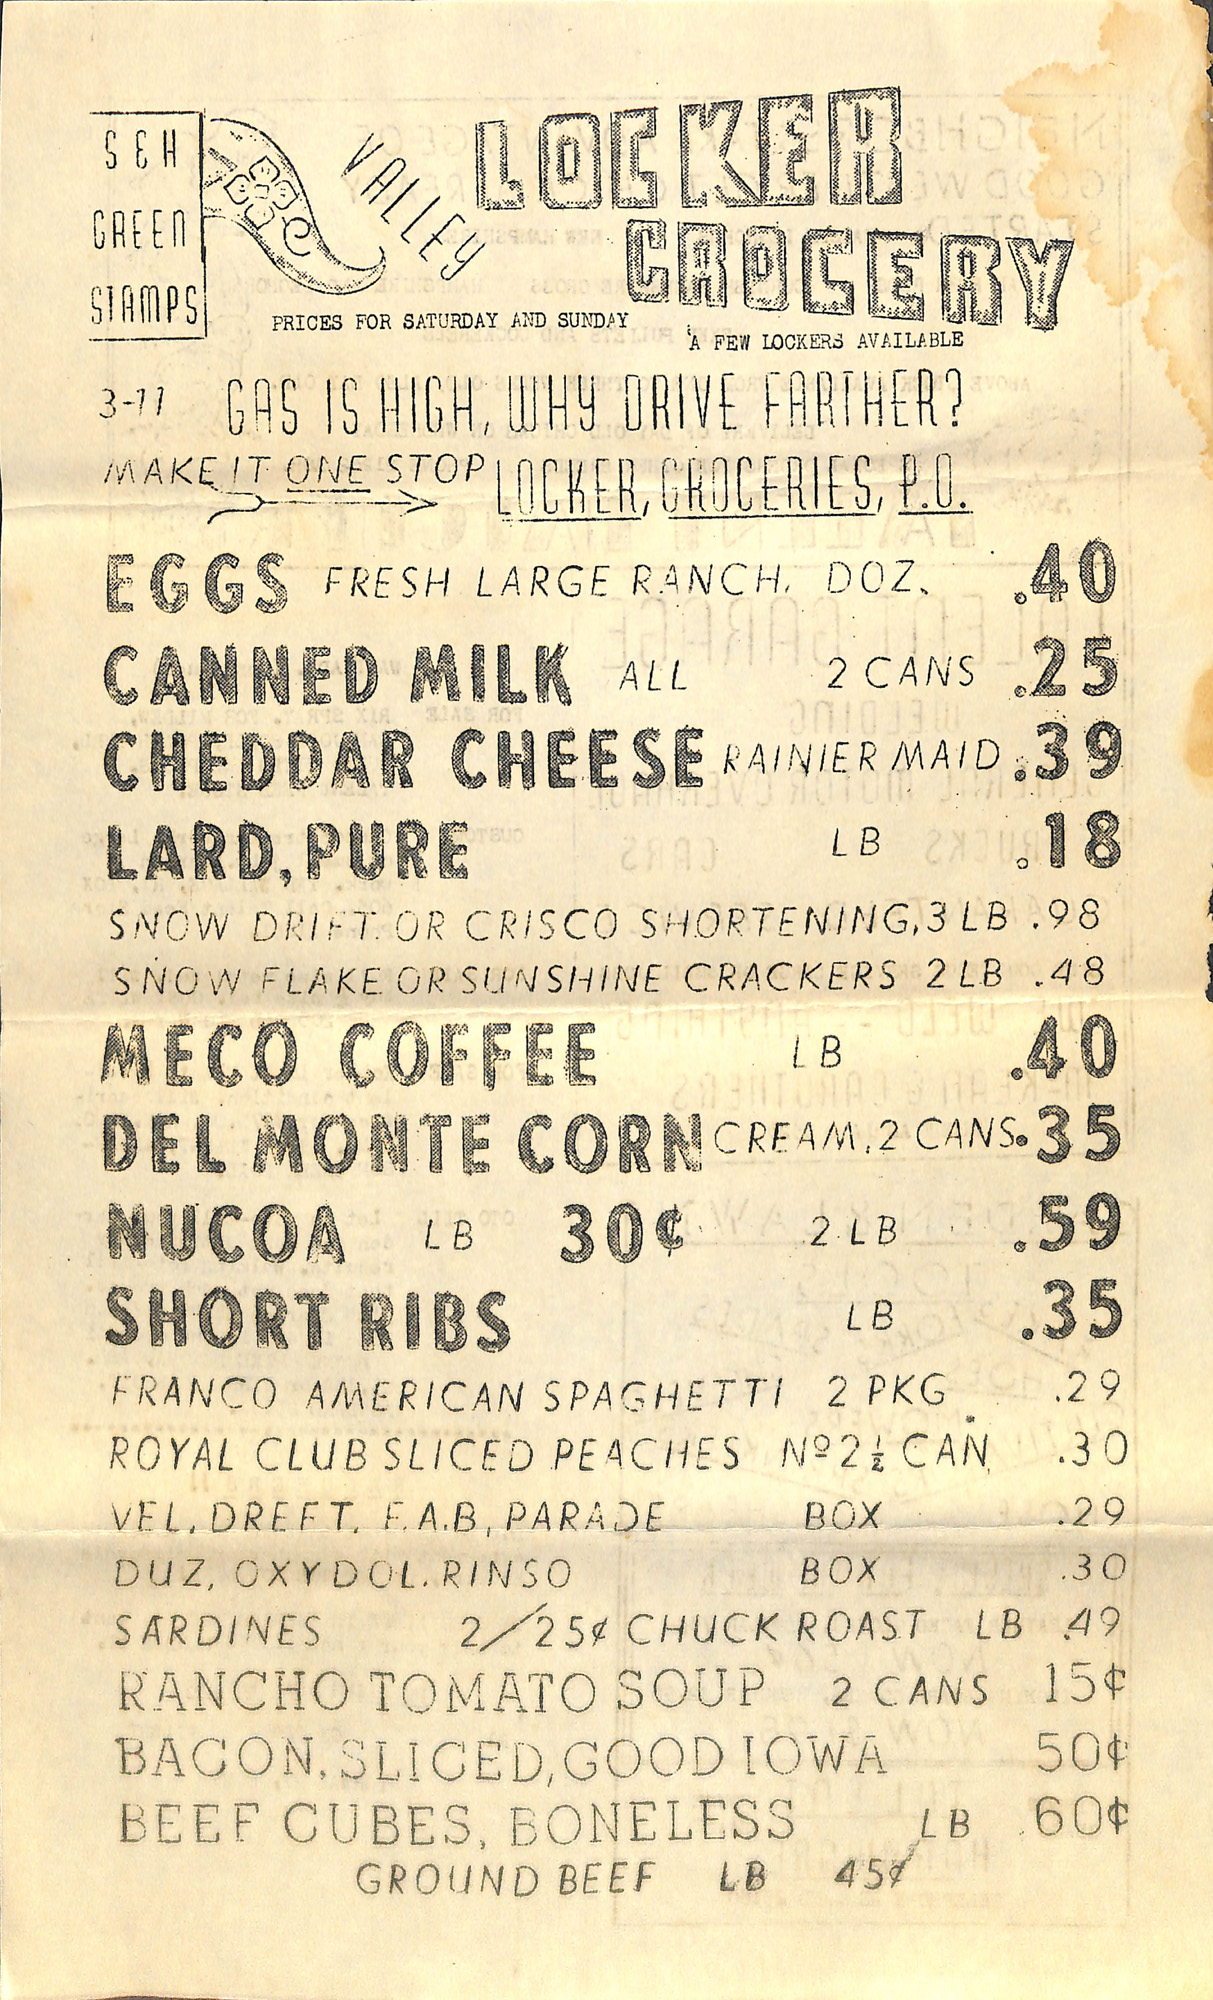 S & H
GREEN
STAMPS
VALLEY
LOCKER
GROCERY
PRICES FOR SATURDAY AND SUNDAY
A FEW LOCKERS AVAILABLE
3-11 GAS IS HIGH, WHY DRIVE FARTHER?
MAKE IT ONE STOP LOCKER, GROCERIES, P.O.
EGGS FRESH LARGE RANCH. DOZ. .40
CANNED MILK ALL 2 CANS .25
CHEDDAR CHEESE RAINIER MAID .39
LARD, PURE LB .18
SNOW DRIFT OR CRISCO SHORTENING, 3 LB .98
SNOW FLAKE OR SUNSHINE CRACKERS 2 LB .48
MECO COFFEE LB .40
DEL MONTE CORN CREAM. 2 CANS .35
NUCOA LB 30¢ 2 LB .59
SHORT RIBS LB .35
FRANCO AMERICAN SPAGHETTI 2 PKG .29
ROYAL CLUB SLICED PEACHES Nº 2½ CAN .30
VEL, DREFT, F.A.B, PARADE BOX .29
DUZ, OXYDOL. RINSO BOX .30
SARDINES 2/25¢ CHUCK ROAST LB .49
RANCHO TOMATO SOUP 2 CANS 15¢
BACON, SLICED, GOOD IOWA 50¢
BEEF CUBES, BONELESS LB 60¢
GROUND BEEF LB 45¢